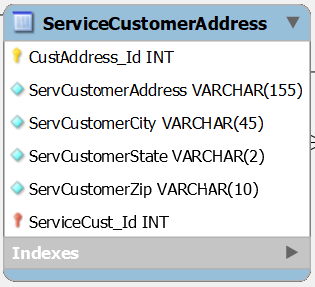 ServiceCustomerAddress
CustAddress_Id INT
ServCustomerAddress VARCHAR(155)
ServCustomerCity VARCHAR(45)
ServCustomerState VARCHAR(2)
ServCustomerZip VARCHAR(10)
ServiceCust_Id INT
Indexes